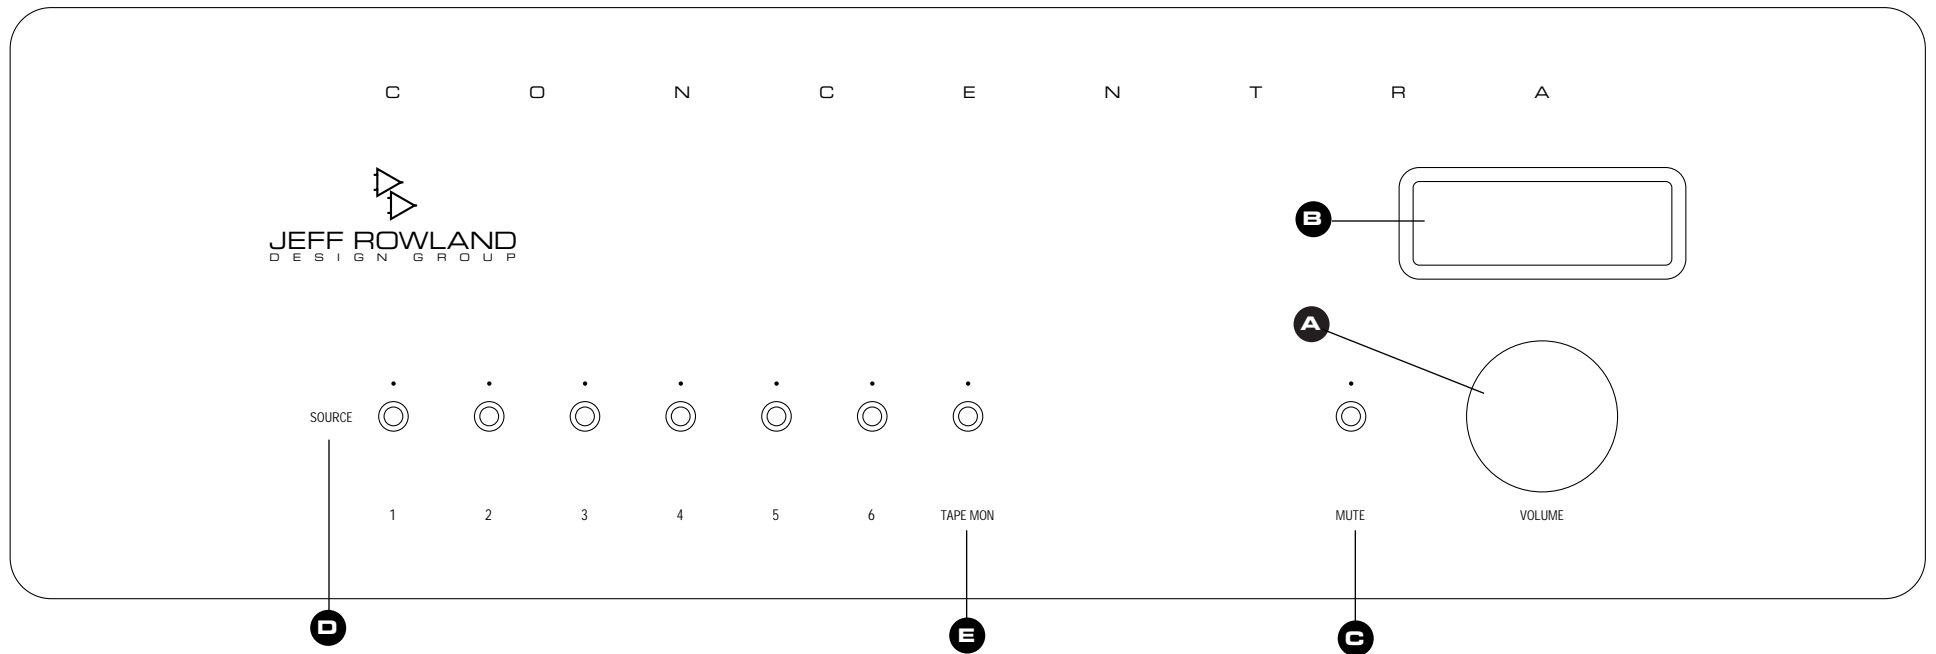 C O N C E N T R A
JEFF ROWLAND
DESIGN GROUP
B
A
SOURCE
1 2 3 4 5 6 TAPE MON MUTE VOLUME
D E C